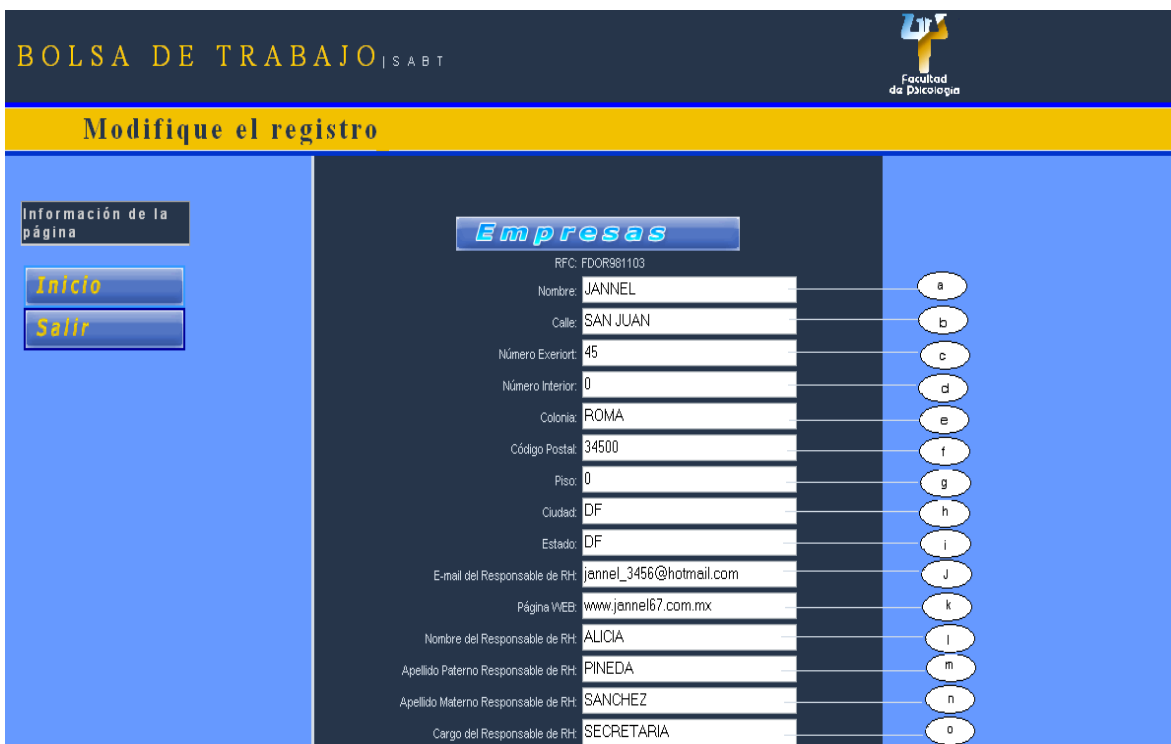 BOLSA DE TRABAJO|SABT
Facultad
de Psicología
Modifique el registro
Información de la
página
Inicio
Salir
Empresas
RFC: FDOR981103
Nombre: JANNEL a
Calle: SAN JUAN b
Número Exeriort: 45 c
Número Interior: 0 d
Colonia: ROMA e
Código Postal: 34500 f
Piso: 0 g
Ciudad: DF h
Estado: DF i
E-mail del Responsable de RH: jannel_3456@hotmail.com J
Página WEB: www.jannel67.com.mx k
Nombre del Responsable de RH: ALICIA l
Apellido Paterno Responsable de RH: PINEDA m
Apellido Materno Responsable de RH: SANCHEZ n
Cargo del Responsable de RH: SECRETARIA o